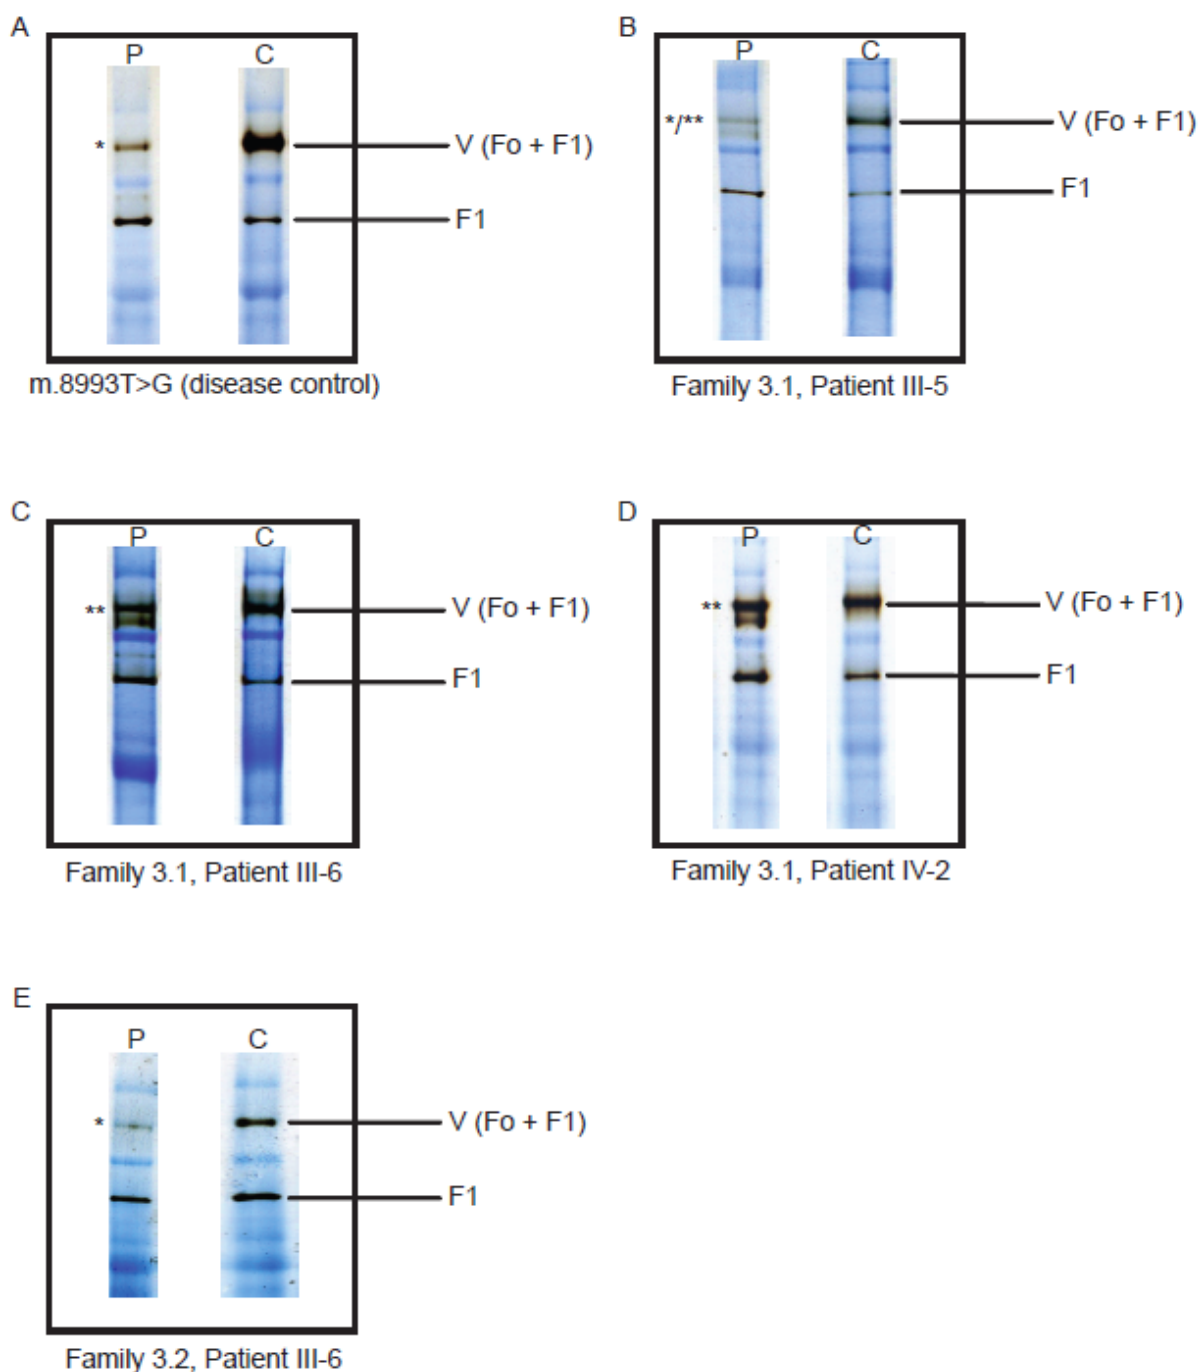 A
P C
*
V (Fo + F1)
F1
m.8993T>G (disease control)
B
P C
*/**
V (Fo + F1)
F1
Family 3.1, Patient III-5
C
P C
**
V (Fo + F1)
F1
Family 3.1, Patient III-6
D
P C
**
V (Fo + F1)
F1
Family 3.1, Patient IV-2
E
P C
*
V (Fo + F1)
F1
Family 3.2, Patient III-6